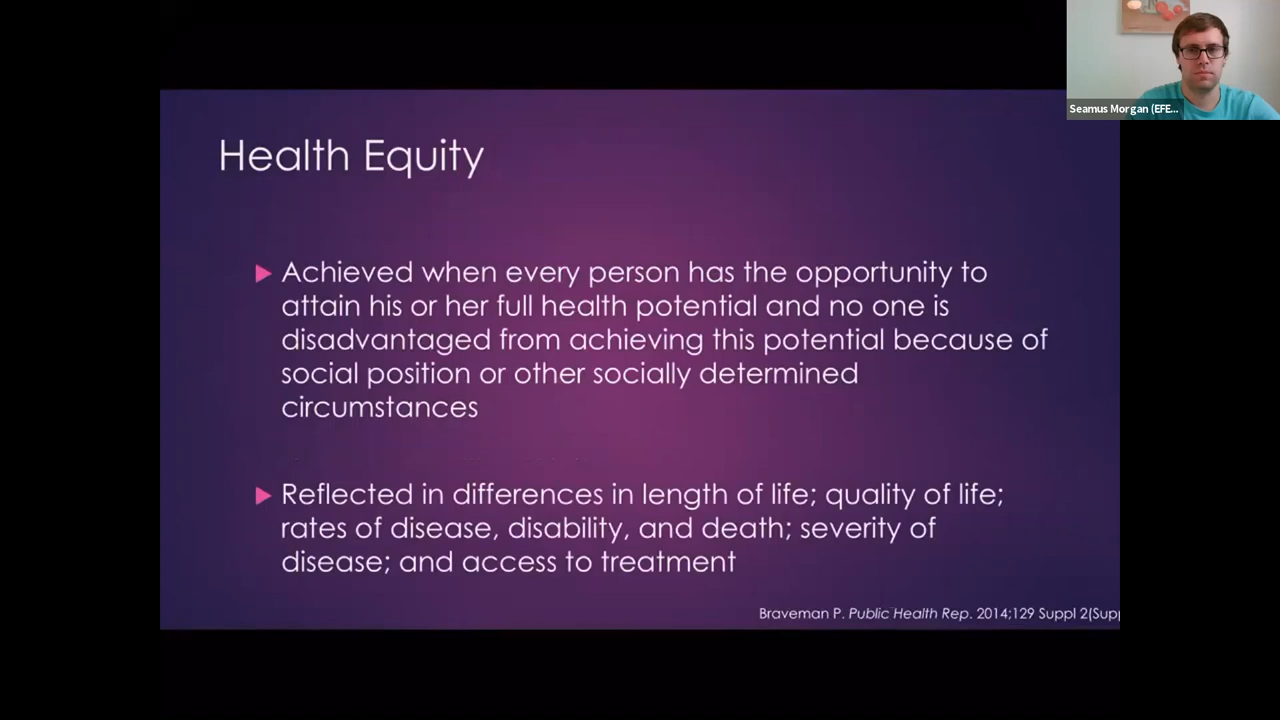 Seamus Morgan (EFE...
Health Equity
Achieved when every person has the opportunity to
attain his or her full health potential and no one is
disadvantaged from achieving this potential because of
social position or other socially determined
circumstances
Reflected in differences in length of life; quality of life;
rates of disease, disability, and death; severity of
disease; and access to treatment
Braveman P. Public Health Rep. 2014;129 Suppl 2(Supp